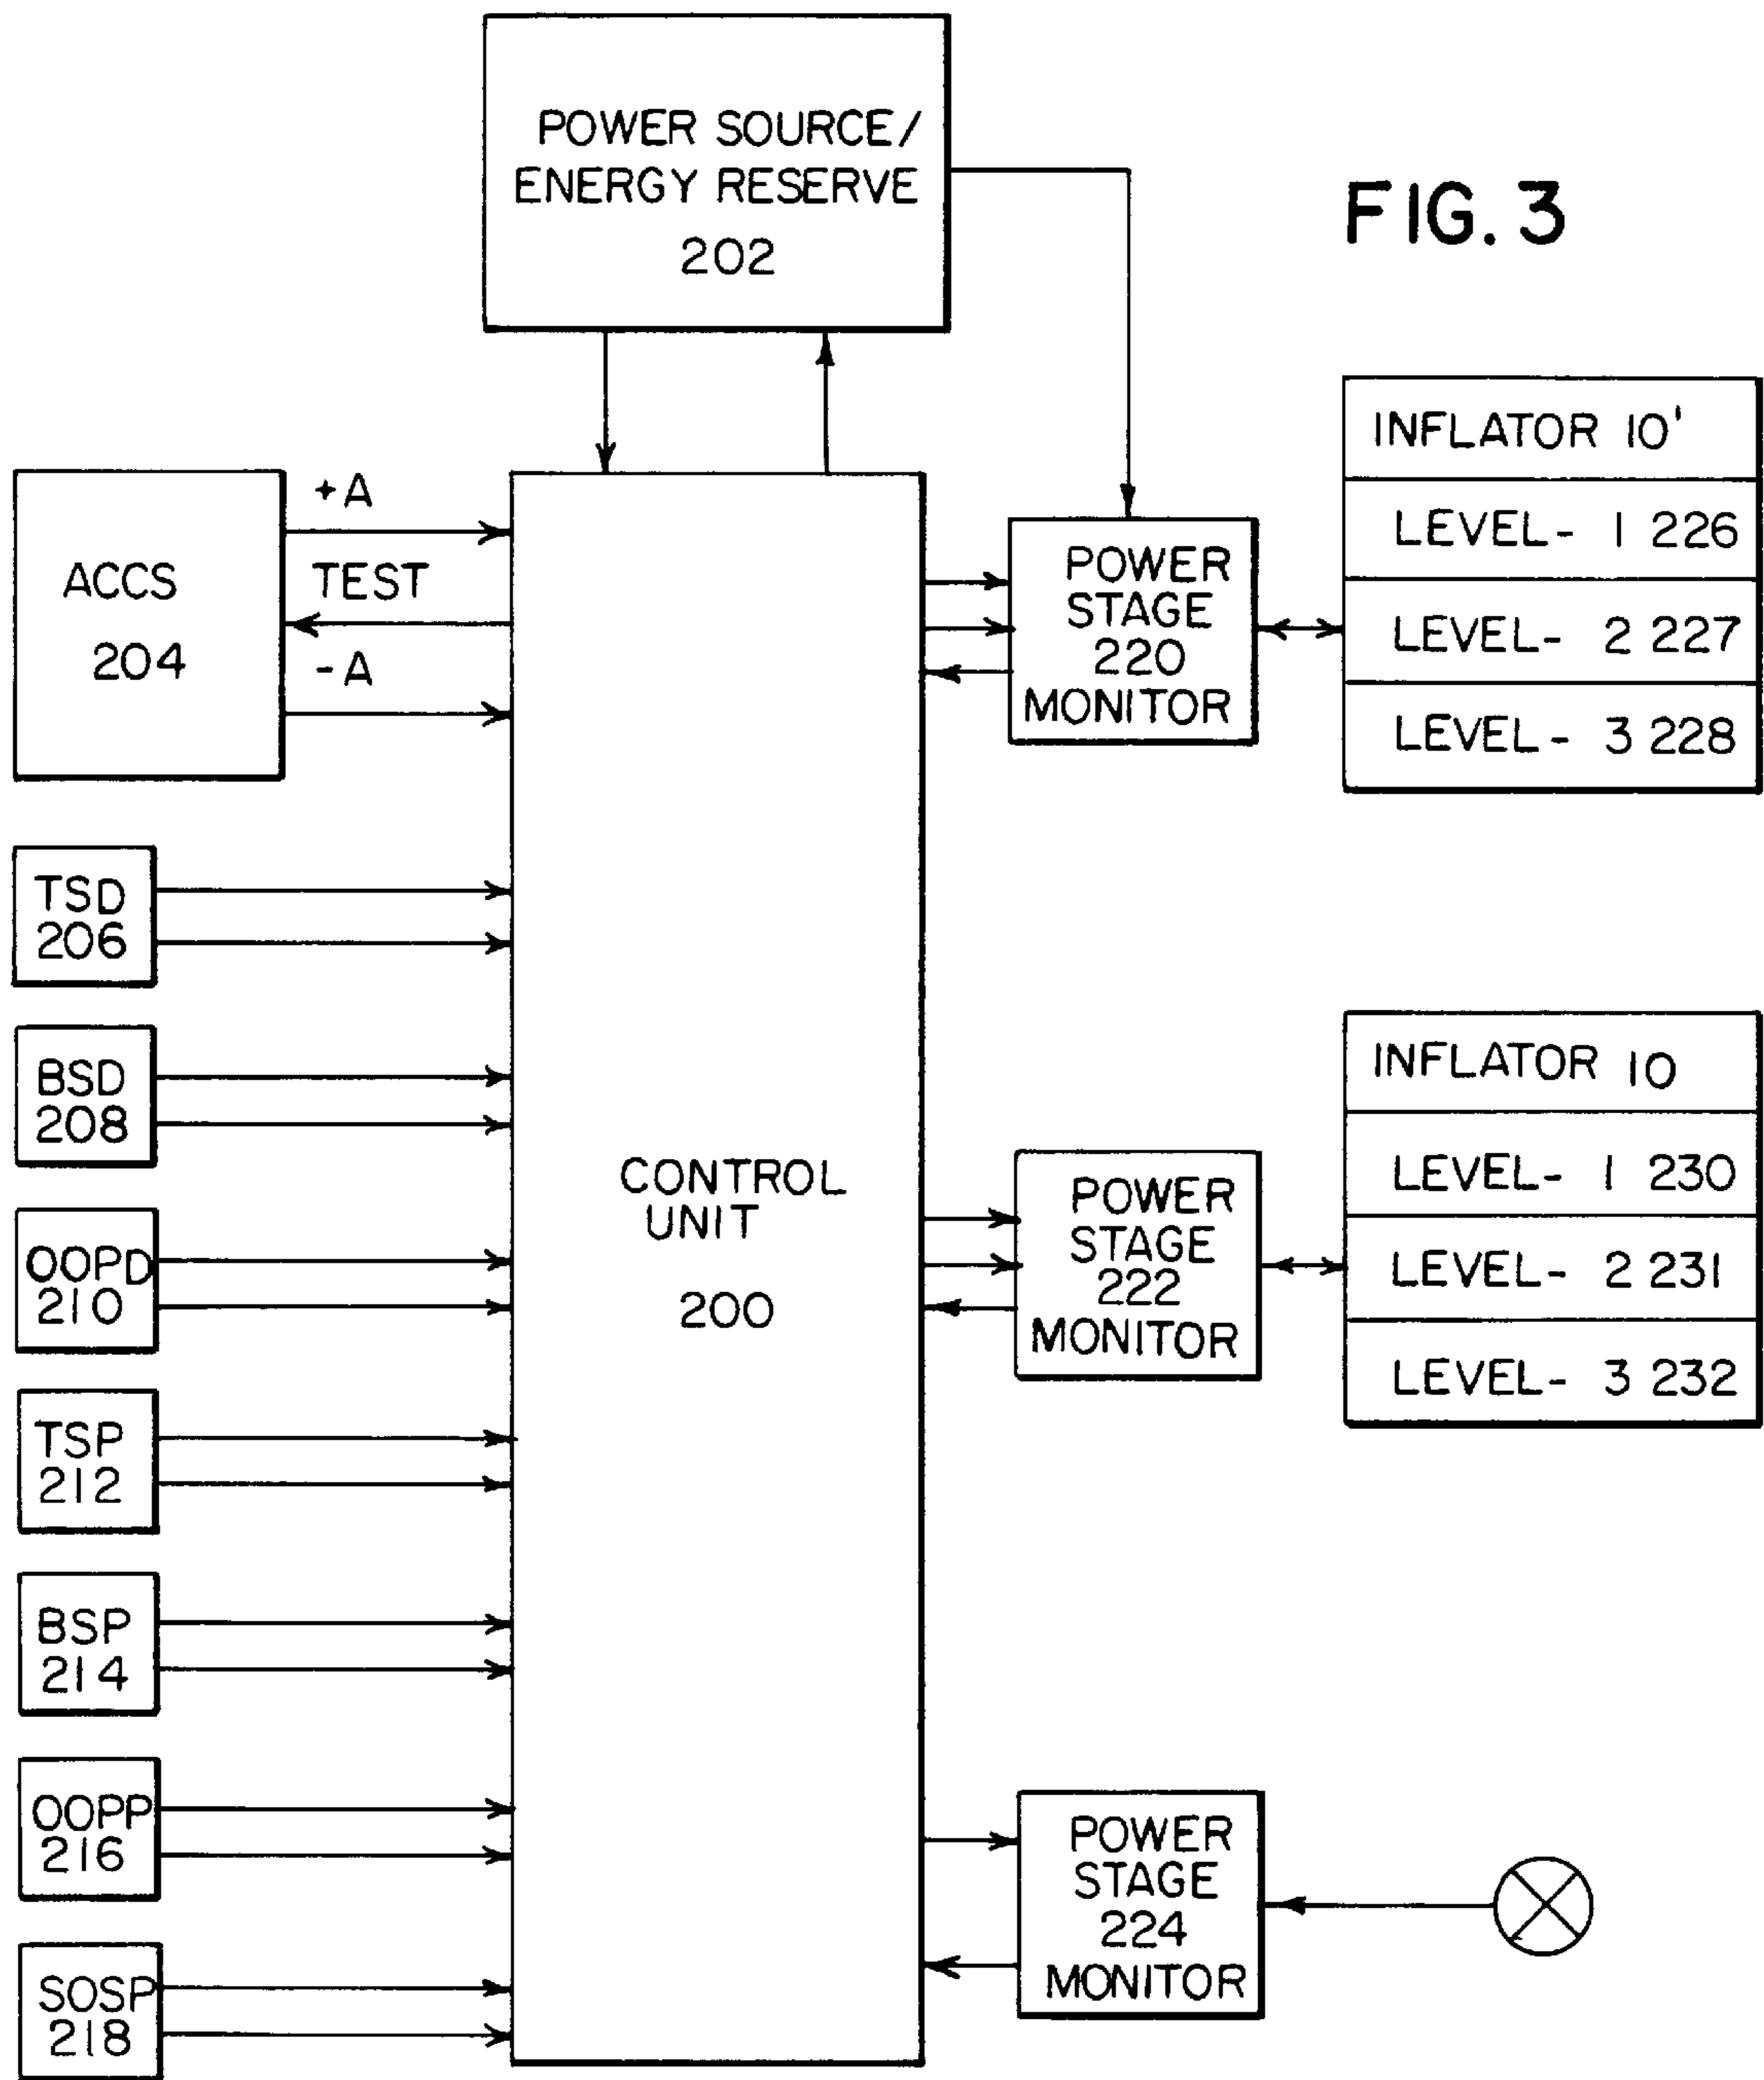 POWER SOURCE/
ENERGY RESERVE
202
FIG. 3
ACCS
204
+A
TEST
-A
TSD
206
BSD
208
OOPD
210
TSP
212
BSP
214
OOPP
216
SOSP
218
CONTROL
UNIT
200
POWER
STAGE
220
MONITOR
INFLATOR 10'
LEVEL- 1 226
LEVEL- 2 227
LEVEL- 3 228
POWER
STAGE
222
MONITOR
INFLATOR 10
LEVEL- 1 230
LEVEL- 2 231
LEVEL- 3 232
POWER
STAGE
224
MONITOR